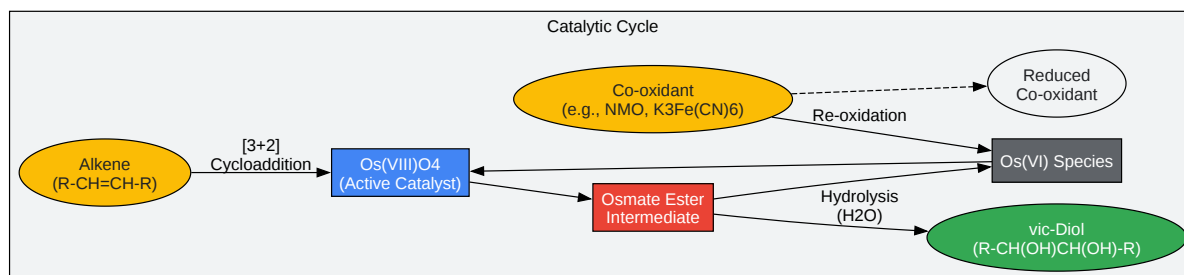 Catalytic Cycle
Co-oxidant
(e.g., NMO, K3Fe(CN)6)
Reduced
Co-oxidant
Re-oxidation
Alkene
(R-CH=CH-R)
[3+2]
Cycloaddition
Os(VIII)O4
(Active Catalyst)
Os(VI) Species
Osmate Ester
Intermediate
Hydrolysis
(H2O)
vic-Diol
(R-CH(OH)CH(OH)-R)